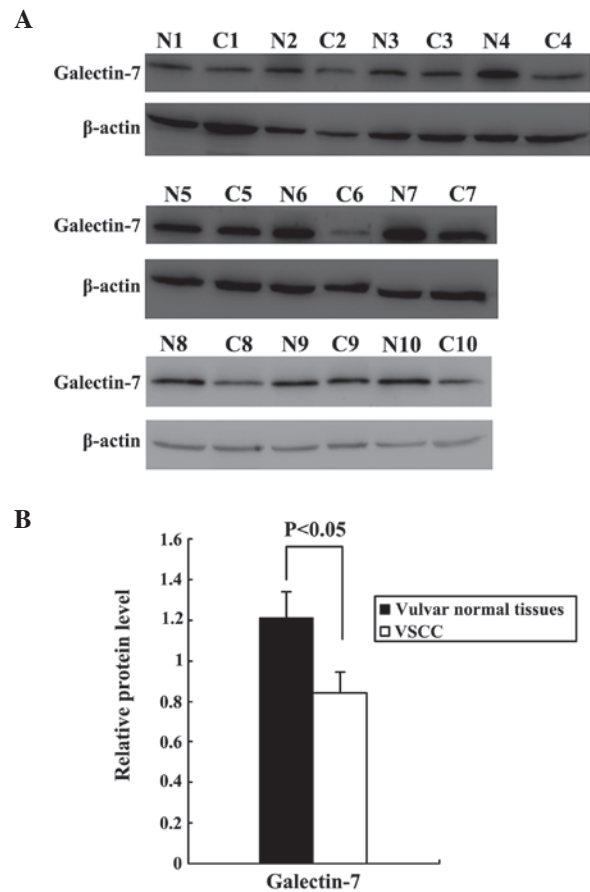 A
N1 C1 N2 C2 N3 C3 N4 C4
Galectin-7
β-actin
N5 C5 N6 C6 N7 C7
Galectin-7
β-actin
N8 C8 N9 C9 N10 C10
Galectin-7
β-actin
B
P<0.05
1.6
1.4
1.2
1
0.8
0.6
0.4
0.2
0
Relative protein level
Vulvar normal tissues
VSCC
Galectin-7